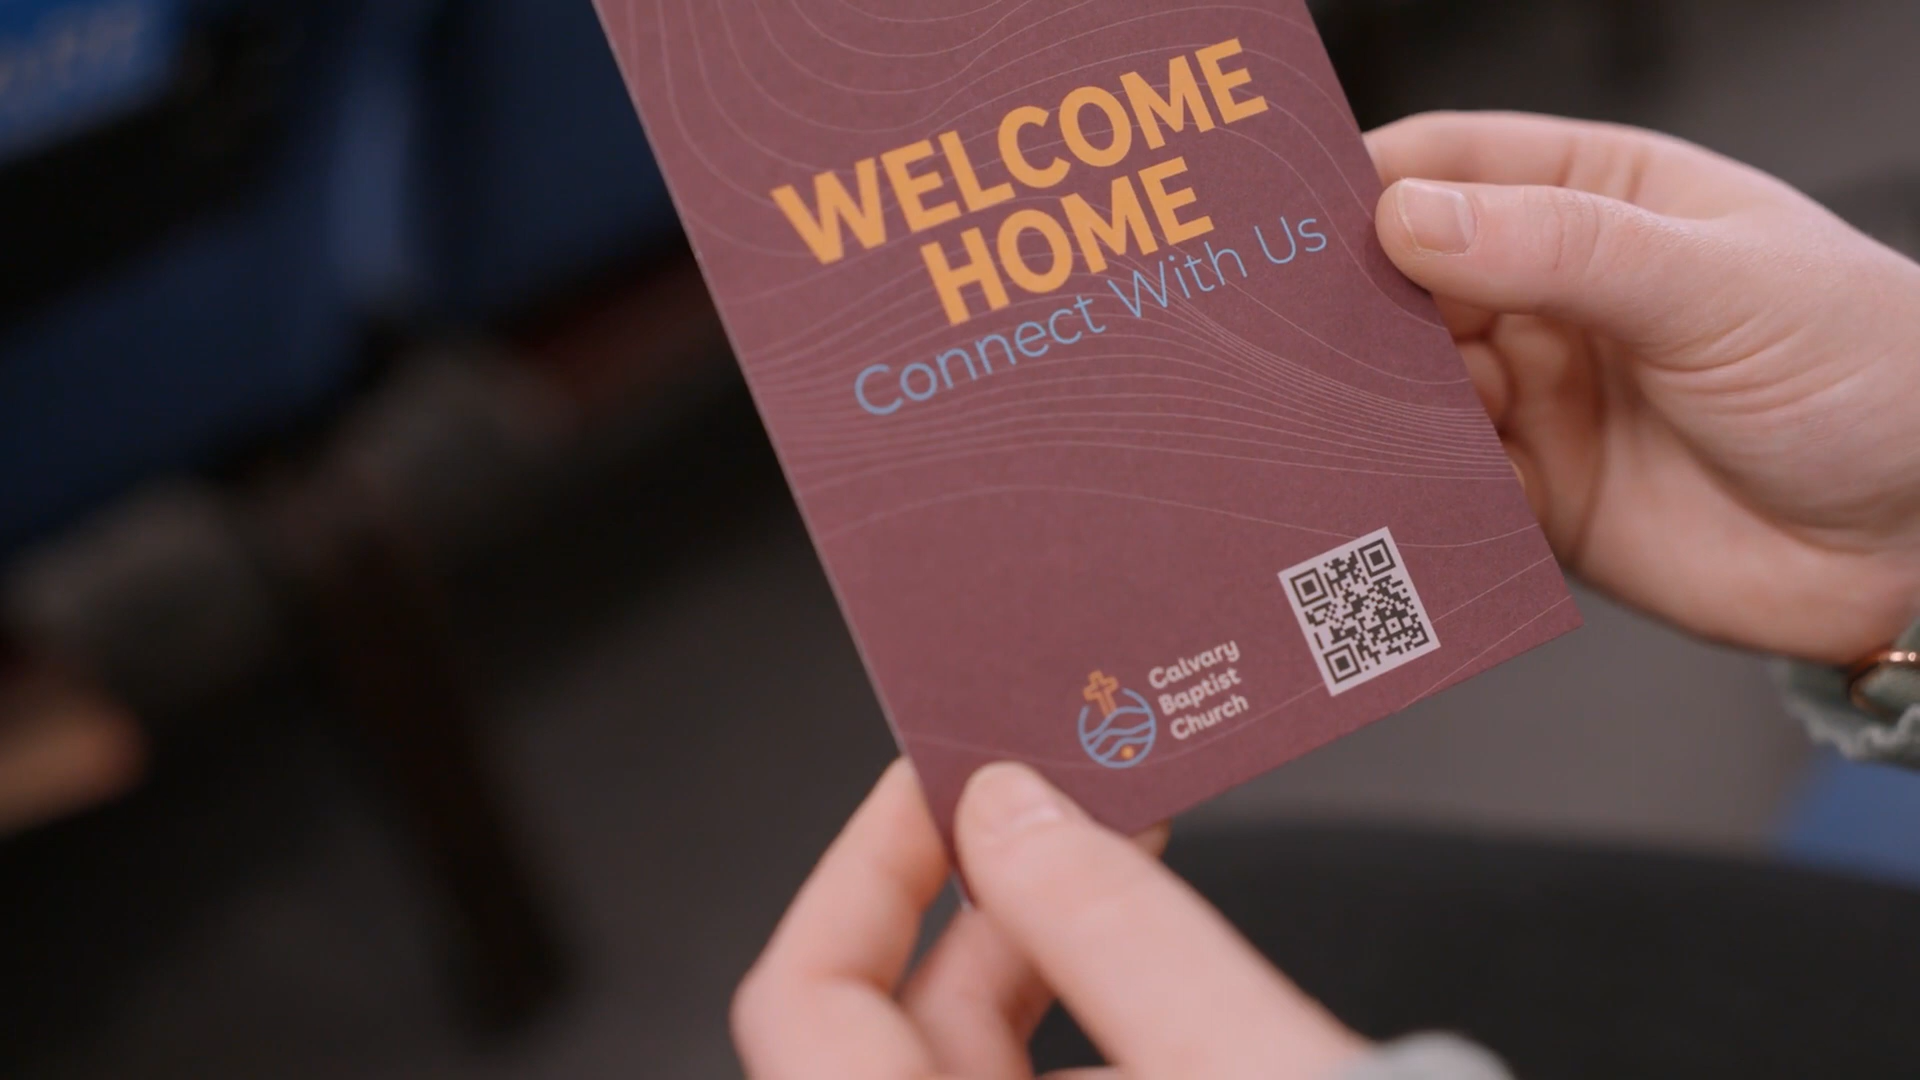 WELCOME
HOME
Connect With Us
Calvary
Baptist
Church